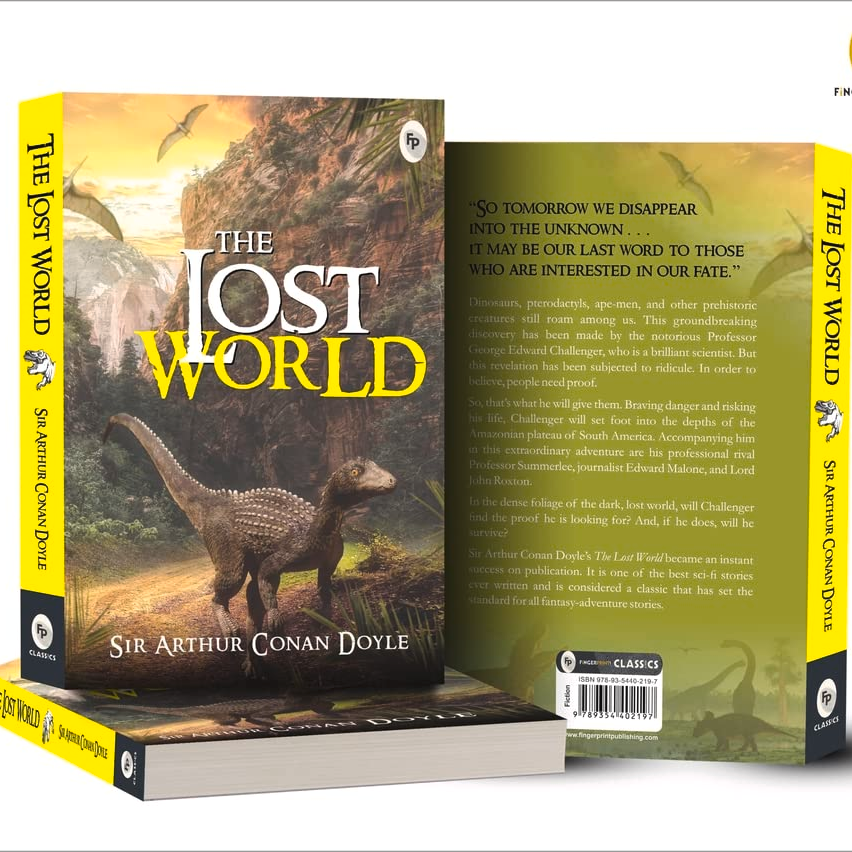 THE LOST WORLD
SIR ARTHUR CONAN DOYLE
FP
CLASSICS
FP
THE
LOST
WORLD
SIR ARTHUR CONAN DOYLE
LOST WORLD
SIR ARTHUR CONAN DOYLE
SIR ARTHUR CONAN DOYLE
"SO TOMORROW WE DISAPPEAR
INTO THE UNKNOWN . . .
IT MAY BE OUR LAST WORD TO THOSE
WHO ARE INTERESTED IN OUR FATE."
Dinosaurs, pterodactyls, ape-men, and other prehistoric
creatures still roam among us. This groundbreaking
discovery has been made by the notorious Professor
George Edward Challenger, who is a brilliant scientist. But
this revelation has been subjected to ridicule. In order to
believe, people need proof.
So, that's what he will give them. Braving danger and risking
his life, Challenger will set foot into the depths of the
Amazonian plateau of South America. Accompanying him
in this extraordinary adventure are his professional rival
Professor Summerlee, journalist Edward Malone, and Lord
John Roxton.
In the dense foliage of the dark, lost world, will Challenger
find the proof he is looking for? And, if he does, will he
survive?
Sir Arthur Conan Doyle's The Lost World became an instant
success on publication. It is one of the best sci-fi stories
ever written and is considered a classic that has set the
standard for all fantasy-adventure stories.
FP FINGERPRINT! CLASSICS
ISBN 978-93-5440-219-7
Fiction
9 789354 402197
www.fingerprintpublishing.com
THE LOST WORLD
SIR ARTHUR CONAN DOYLE
FP
CLASSICS